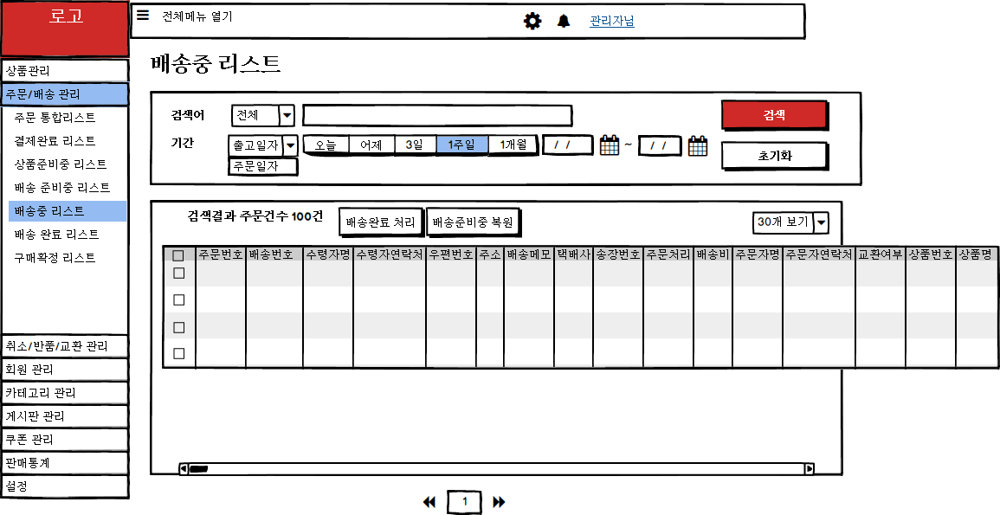 로고
전체메뉴 열기
관리자님
상품관리
주문/배송 관리
주문 통합리스트
결제완료 리스트
상품준비중 리스트
배송 준비중 리스트
배송중 리스트
배송 완료 리스트
구매확정 리스트
취소/반품/교환 관리
회원 관리
카테고리 관리
게시판 관리
쿠폰 관리
판매통계
설정
배송중 리스트
검색어 전체 검색
기간 출고일자 오늘 어제 3일 1주일 1개월 / / ~ / / 초기화
주문일자
검색결과 주문건수 100건 배송완료 처리 배송준비중 복원 30개 보기
주문번호 배송번호 수령자명 수령자연락처 우편번호 주소 배송메모 택배사 송장번호 주문처리 배송비 주문자명 주문자연락처 교환여부 상품번호 상품명
1